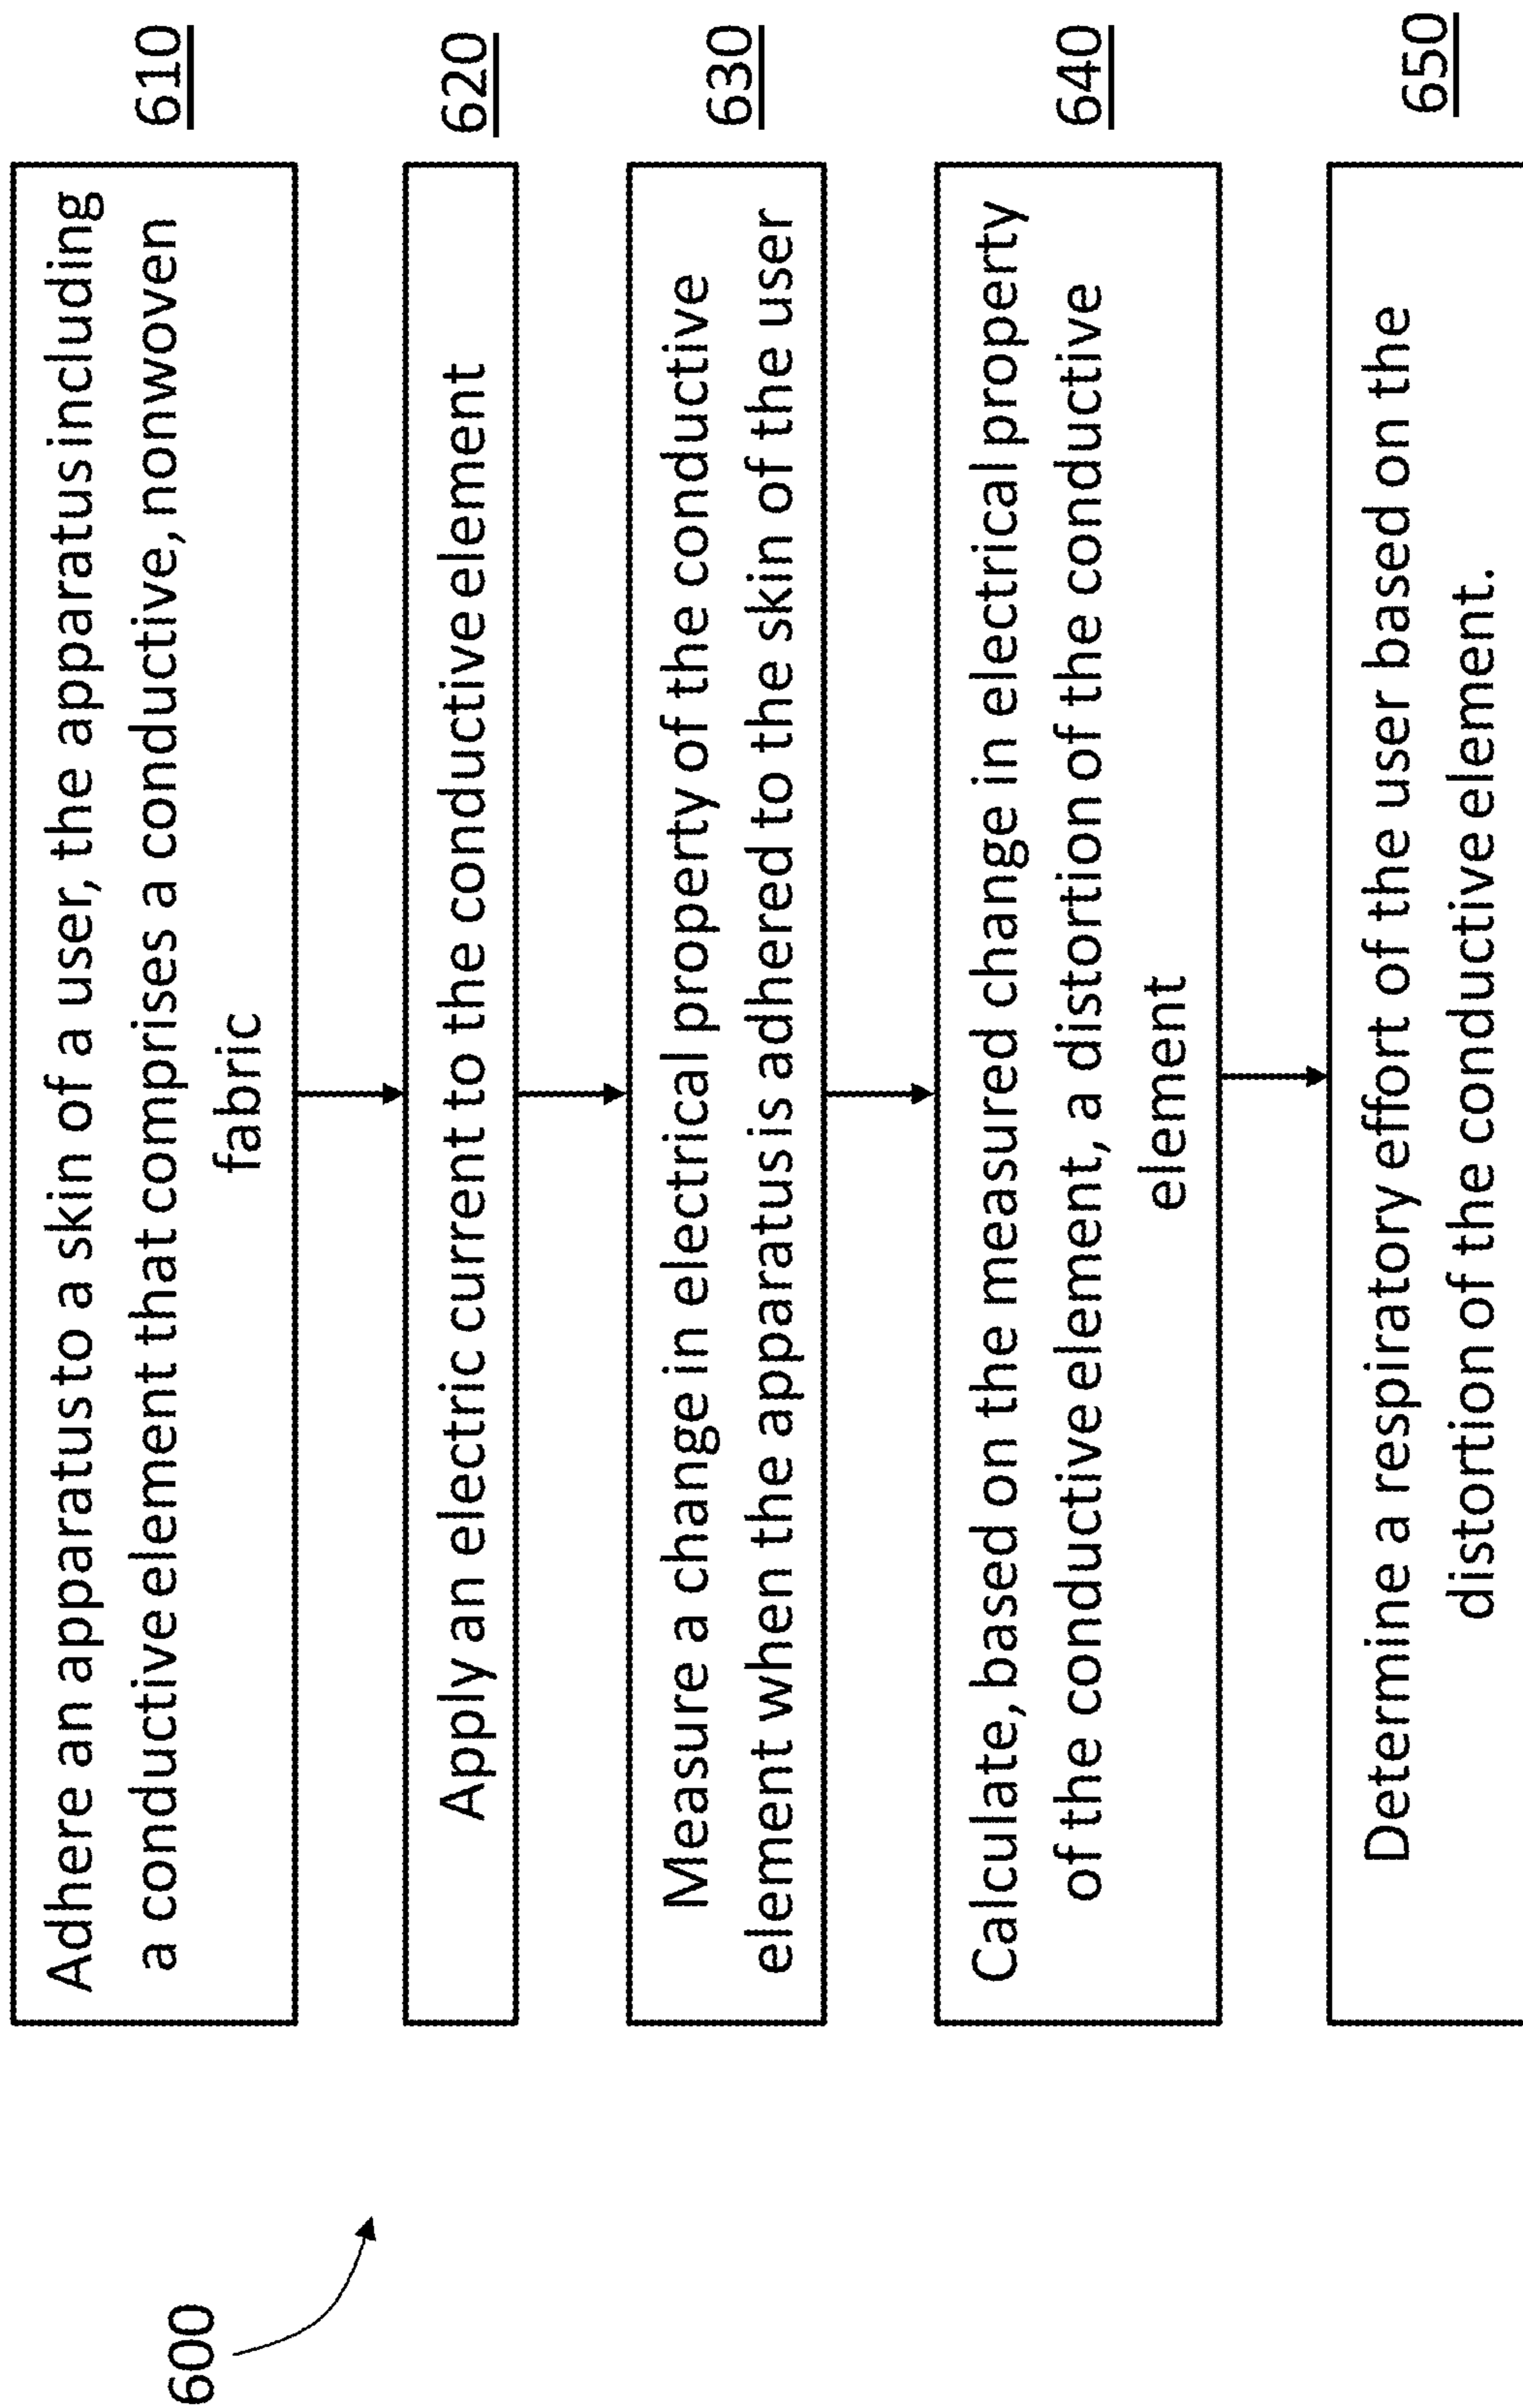 600
Adhere an apparatus to a skin of a user, the apparatus including
a conductive element that comprises a conductive, nonwoven
fabric
610
Apply an electric current to the conductive element
620
Measure a change in electrical property of the conductive
element when the apparatus is adhered to the skin of the user
630
Calculate, based on the measured change in electrical property
of the conductive element, a distortion of the conductive
element
640
Determine a respiratory effort of the user based on the
distortion of the conductive element.
650